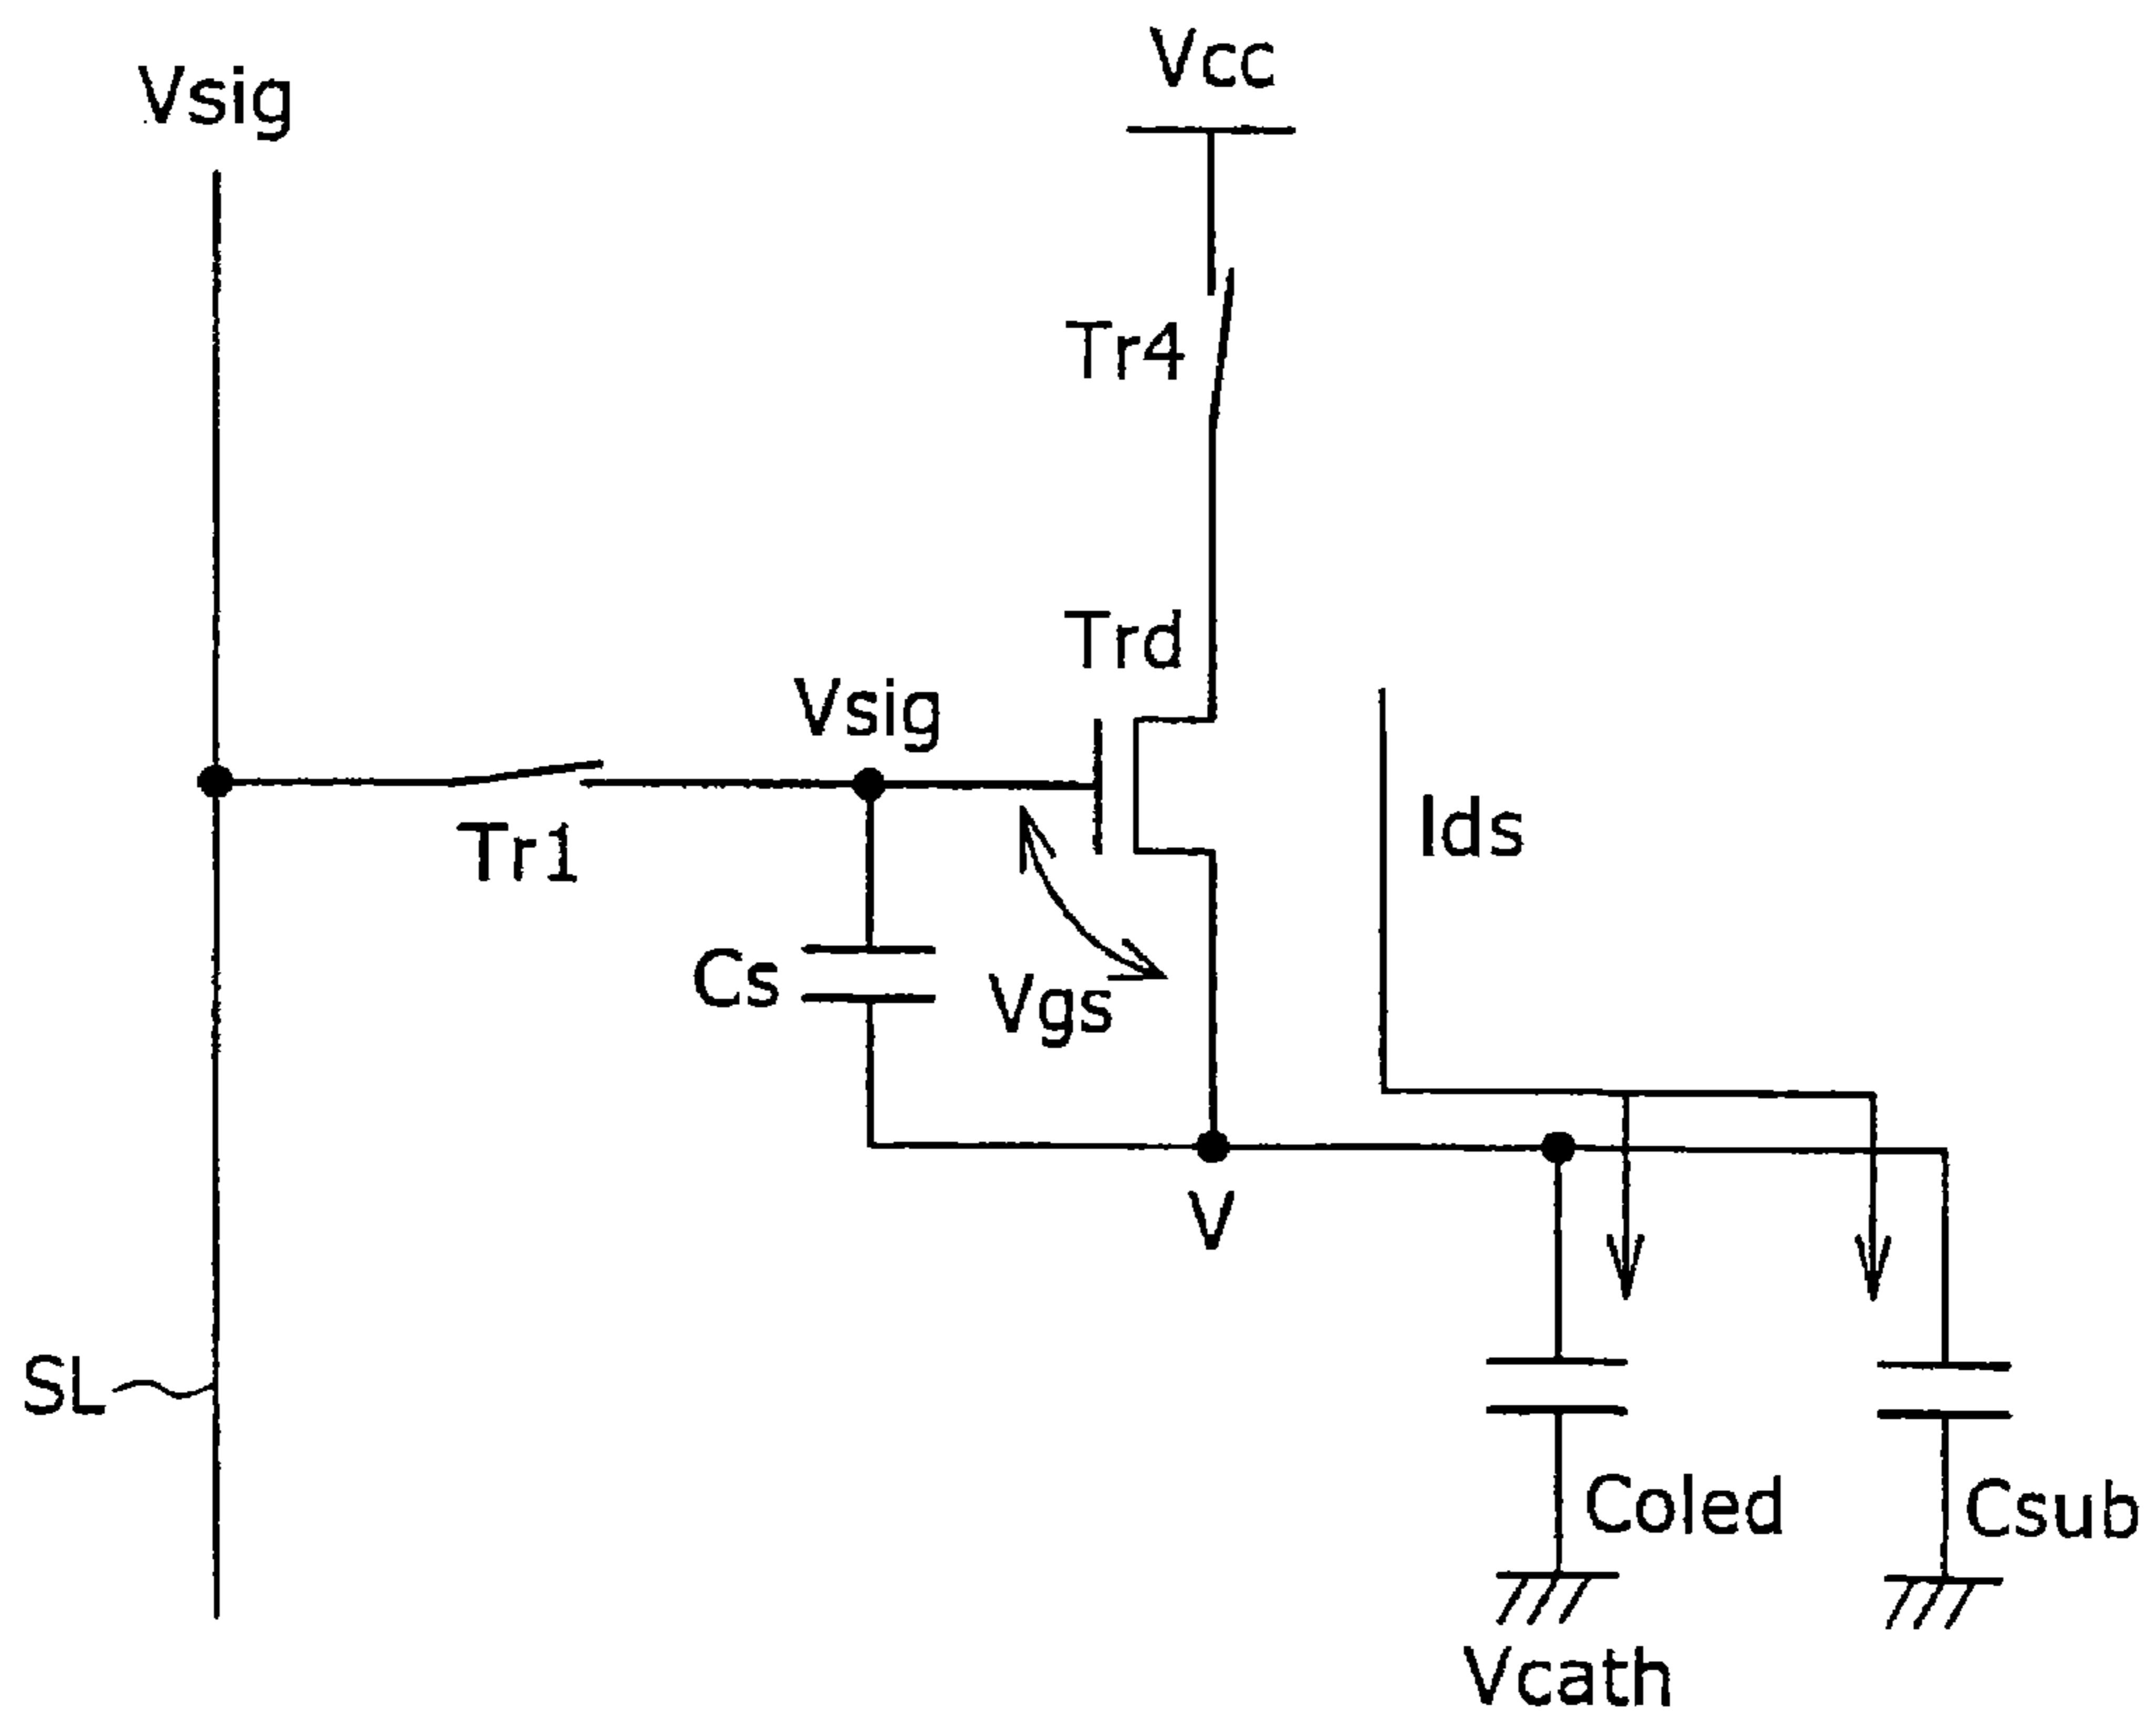 Vcc
Vsig
Tr4
Trd
Vsig
Ids
Tr1
Cs
Vgs
V
SL
Coled
Csub
Vcath